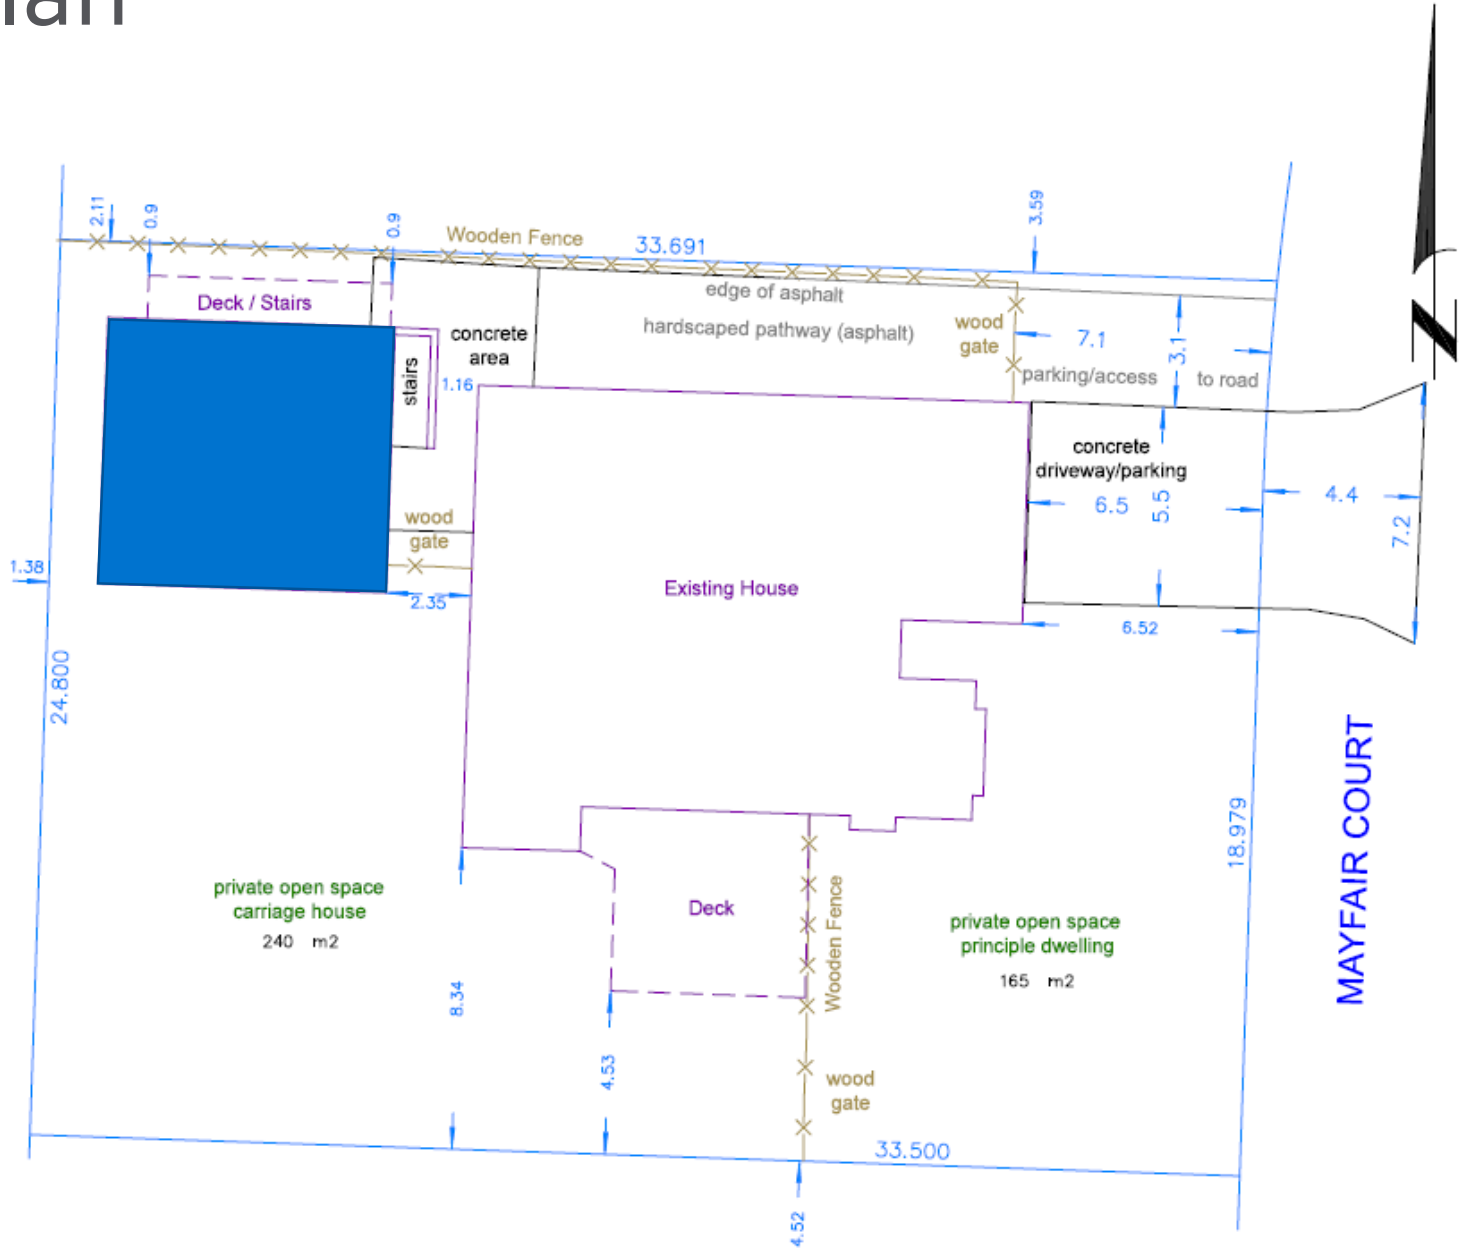 2.11
0.9
0.9
Wooden Fence
33.691
3.59
Deck / Stairs
edge of asphalt
hardscaped pathway (asphalt)
concrete
area
wood
gate
7.1
3.1
parking/access
to road
N
stairs
1.16
concrete
driveway/parking
6.5
5.5
4.4
7.2
wood
gate
1.38
2.35
Existing House
6.52
24.800
18.979
MAYFAIR COURT
private open space
carriage house
240 m2
Deck
Wooden Fence
private open space
principle dwelling
165 m2
8.34
4.53
wood
gate
33.500
4.52